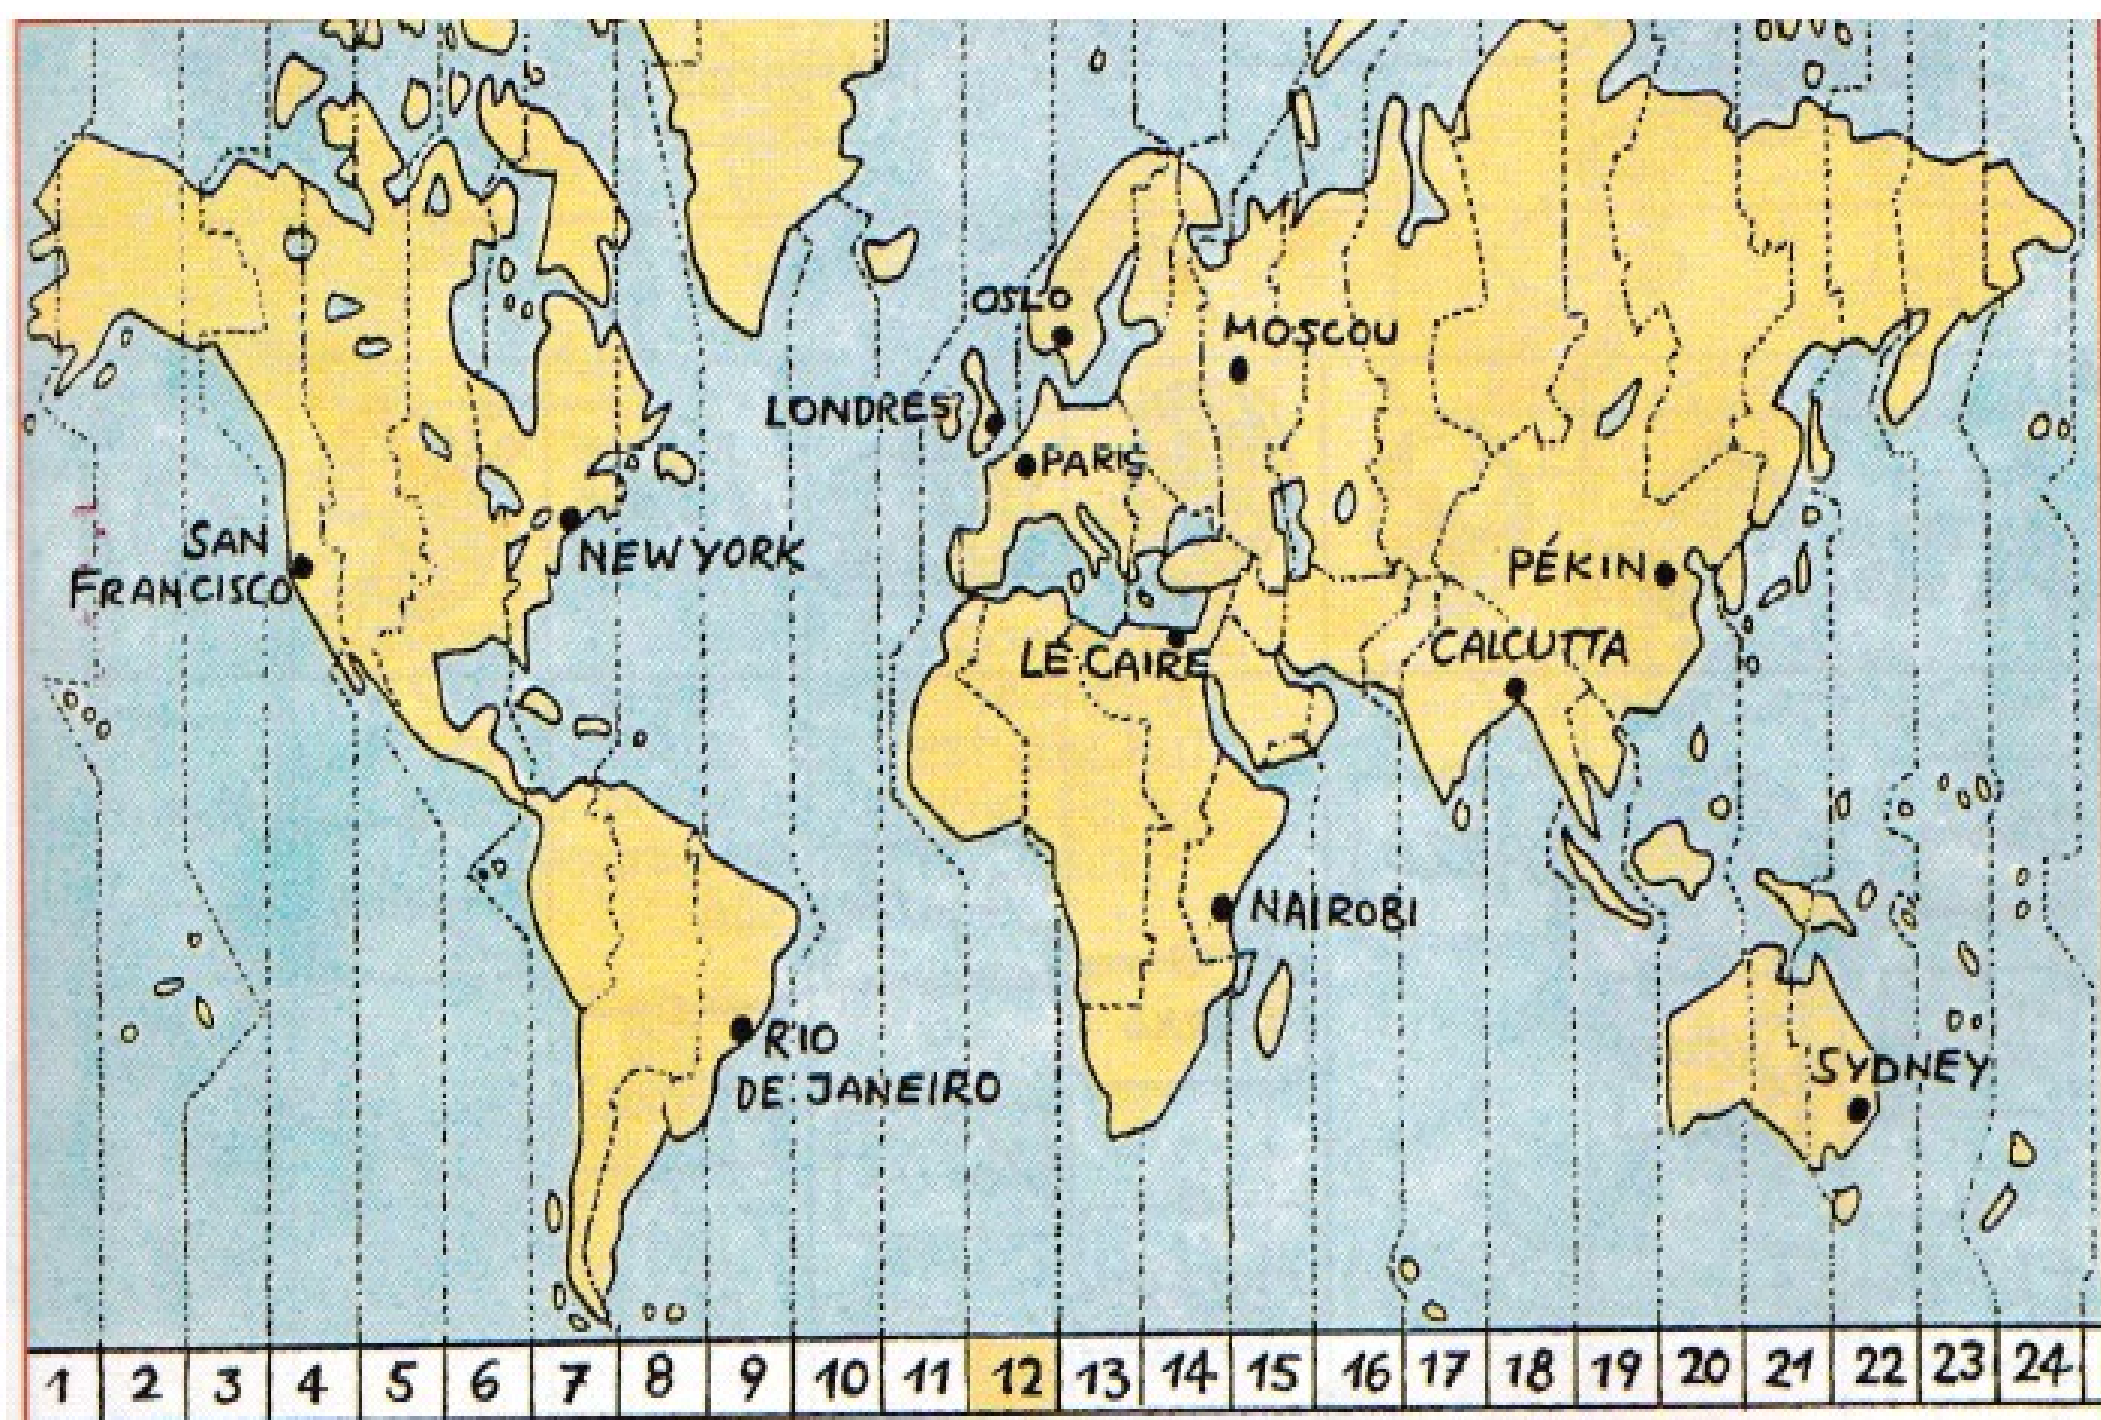 OSLO
MOSCOU
LONDRES
PARIS
SAN
FRANCISCO
NEW YORK
PÉKIN
CALCUTTA
LE CAIRE
NAIROBI
RIO
DE JANEIRO
SYDNEY
1 2 3 4 5 6 7 8 9 10 11 12 13 14 15 16 17 18 19 20 21 22 23 24